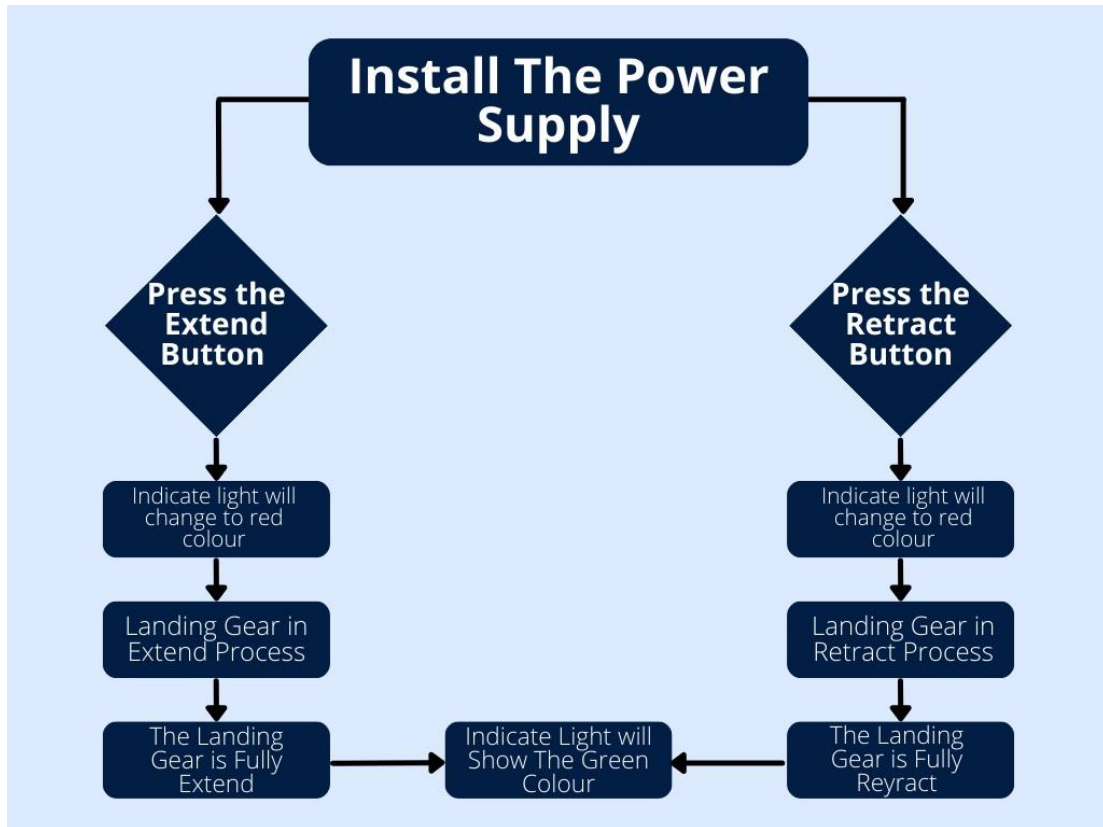 Install The Power
Supply
Press the
Extend
Button
Press the
Retract
Button
Indicate light will
change to red
colour
Indicate light will
change to red
colour
Landing Gear in
Extend Process
Landing Gear in
Retract Process
The Landing
Gear is Fully
Extend
Indicate Light will
Show The Green
Colour
The Landing
Gear is Fully
Reyract